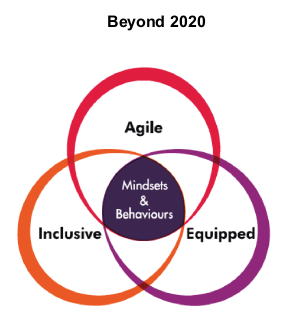 Beyond 2020
Agile
Mindsets
&
Behaviours
Inclusive
Equipped